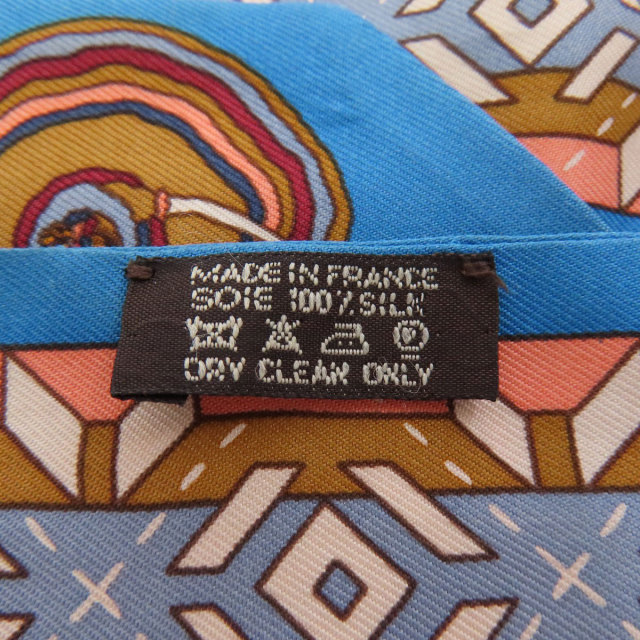 MADE IN FRANCE
SOIE 100% SILK
DRY CLEAN ONLY